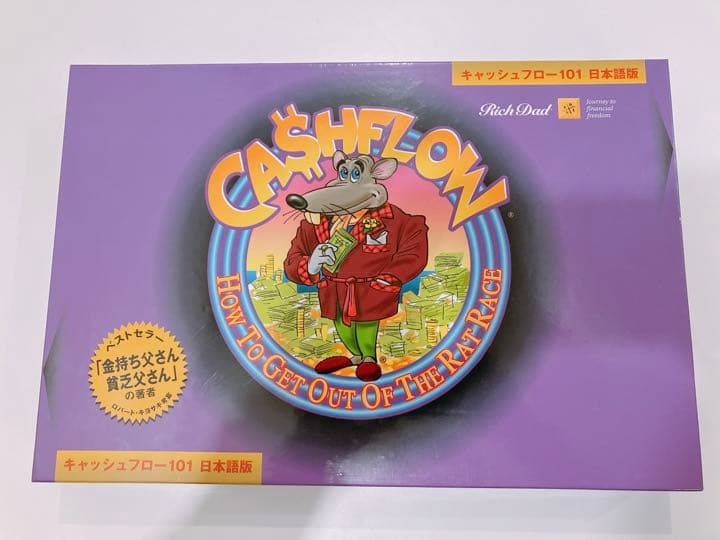 キャッシュフロー101 日本語版
Rich Dad
Journey to
financial
freedom
CA$HFLOW
®
HOW TO GET OUT OF THE RAT RACE
®
ベストセラー
「金持ち父さん
貧乏父さん」
の著者
ロバート・キヨサキ考案
キャッシュフロー101 日本語版